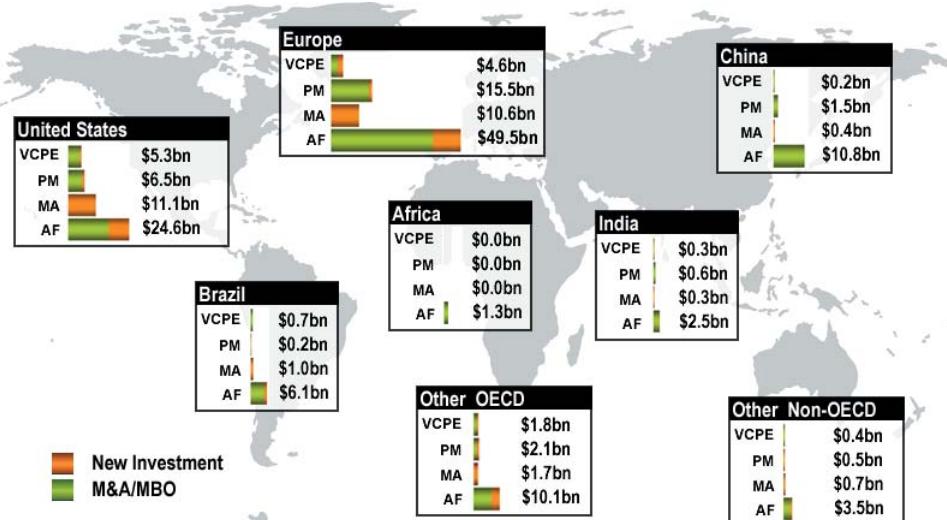 Europe
VCPE $4.6bn
PM $15.5bn
MA $10.6bn
AF $49.5bn
China
VCPE $0.2bn
PM $1.5bn
MA $0.4bn
AF $10.8bn
United States
VCPE $5.3bn
PM $6.5bn
MA $11.1bn
AF $24.6bn
Africa
VCPE $0.0bn
PM $0.0bn
MA $0.0bn
AF $1.3bn
India
VCPE $0.3bn
PM $0.6bn
MA $0.3bn
AF $2.5bn
Brazil
VCPE $0.7bn
PM $0.2bn
MA $1.0bn
AF $6.1bn
Other OECD
VCPE $1.8bn
PM $2.1bn
MA $1.7bn
AF $10.1bn
Other Non-OECD
VCPE $0.4bn
PM $0.5bn
MA $0.7bn
AF $3.5bn
New Investment
M&A/MBO